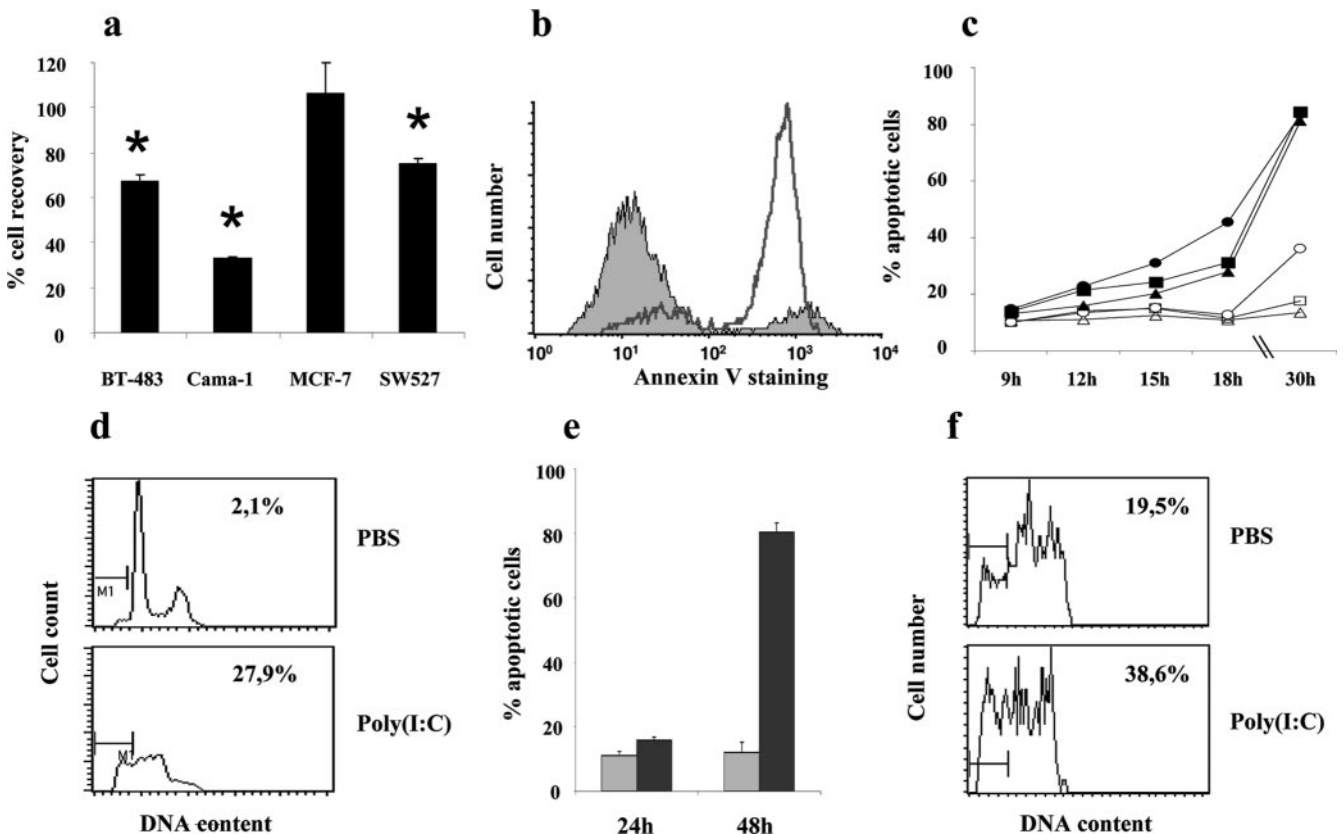 a
% cell recovery
120
100
80
60
40
20
0
*
*
*
BT-483 Cama-1 MCF-7 SW527
b
Cell number
10⁰ 10¹ 10² 10³ 10⁴
Annexin V staining
c
% apoptotic cells
100
80
60
40
20
0
9h 12h 15h 18h 30h
d
Cell count
2,1%
M1
PBS
27,9%
Poly(I:C)
DNA content
e
% apoptotic cells
100
80
60
40
20
0
24h 48h
f
Cell number
19,5%
PBS
38,6%
Poly(I:C)
DNA content